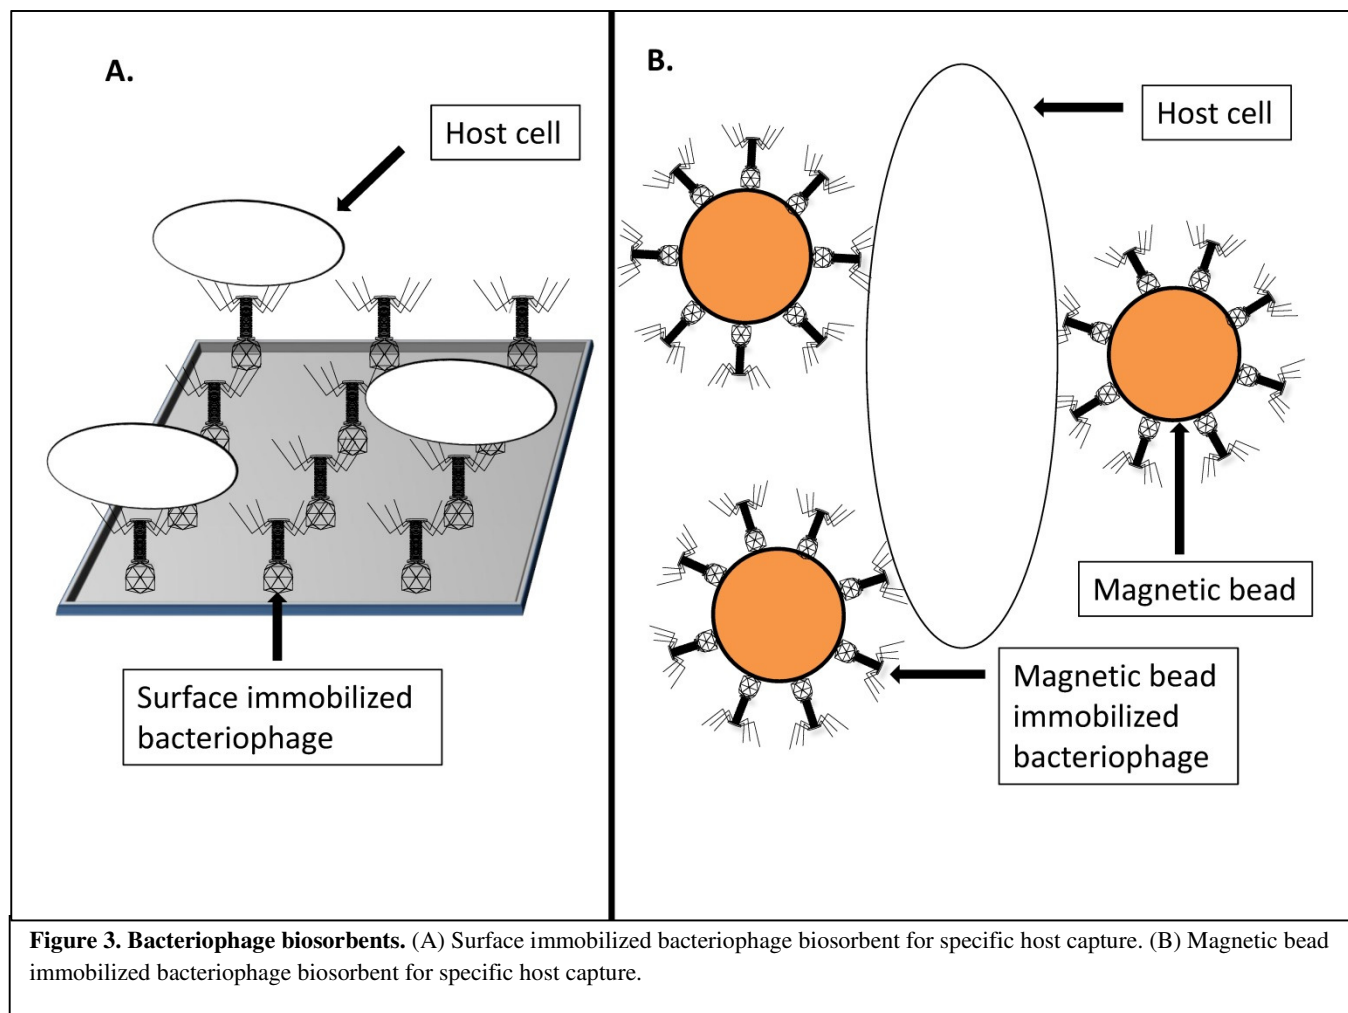 A.
Host cell
Surface immobilized
bacteriophage
B.
Host cell
Magnetic bead
Magnetic bead
immobilized
bacteriophage
Figure 3. Bacteriophage biosorbents. (A) Surface immobilized bacteriophage biosorbent for specific host capture. (B) Magnetic bead
immobilized bacteriophage biosorbent for specific host capture.